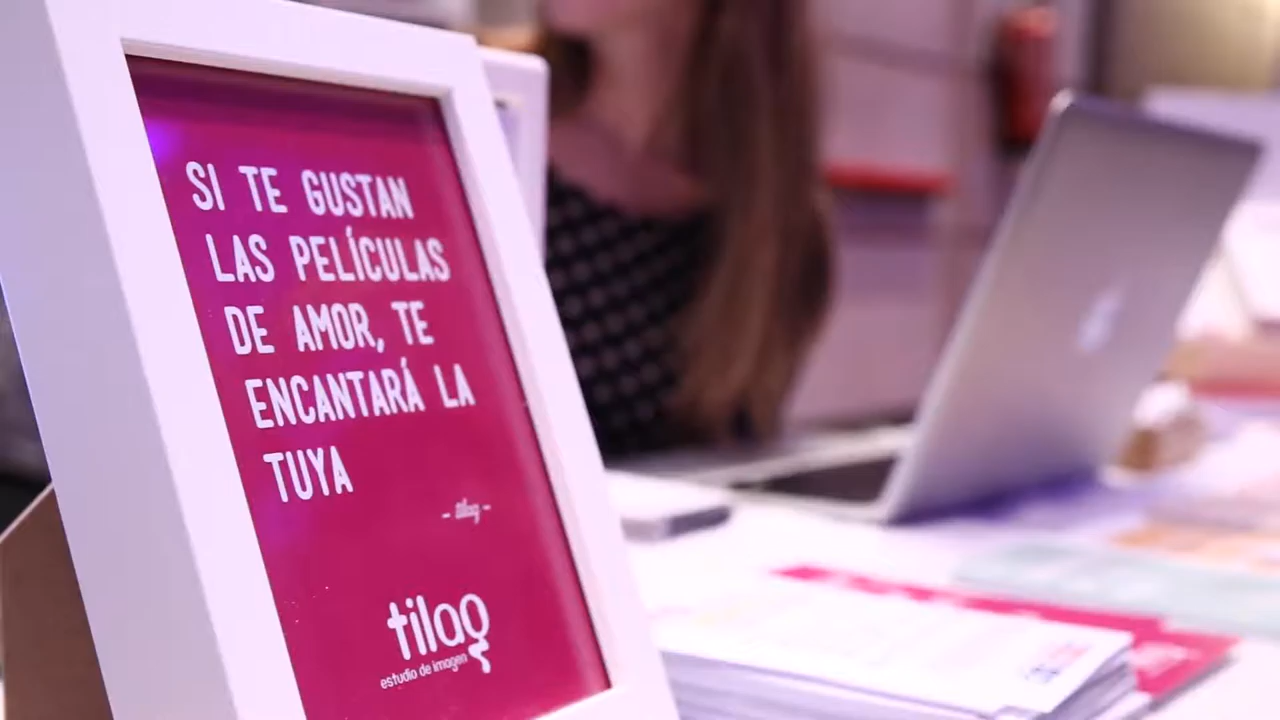 SI TE GUSTAN
LAS PELÍCULAS
DE AMOR, TE
ENCANTARÁ LA
TUYA
- tilag -
tilag
estudio de imagen